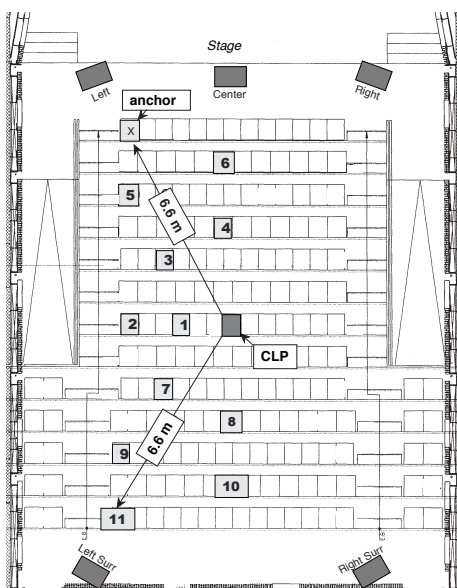 Stage
Left
Center
Right
anchor
X
6
5
6.6 m
4
3
2
1
CLP
7
8
6.6 m
9
10
11
Left Surr
Right Surr